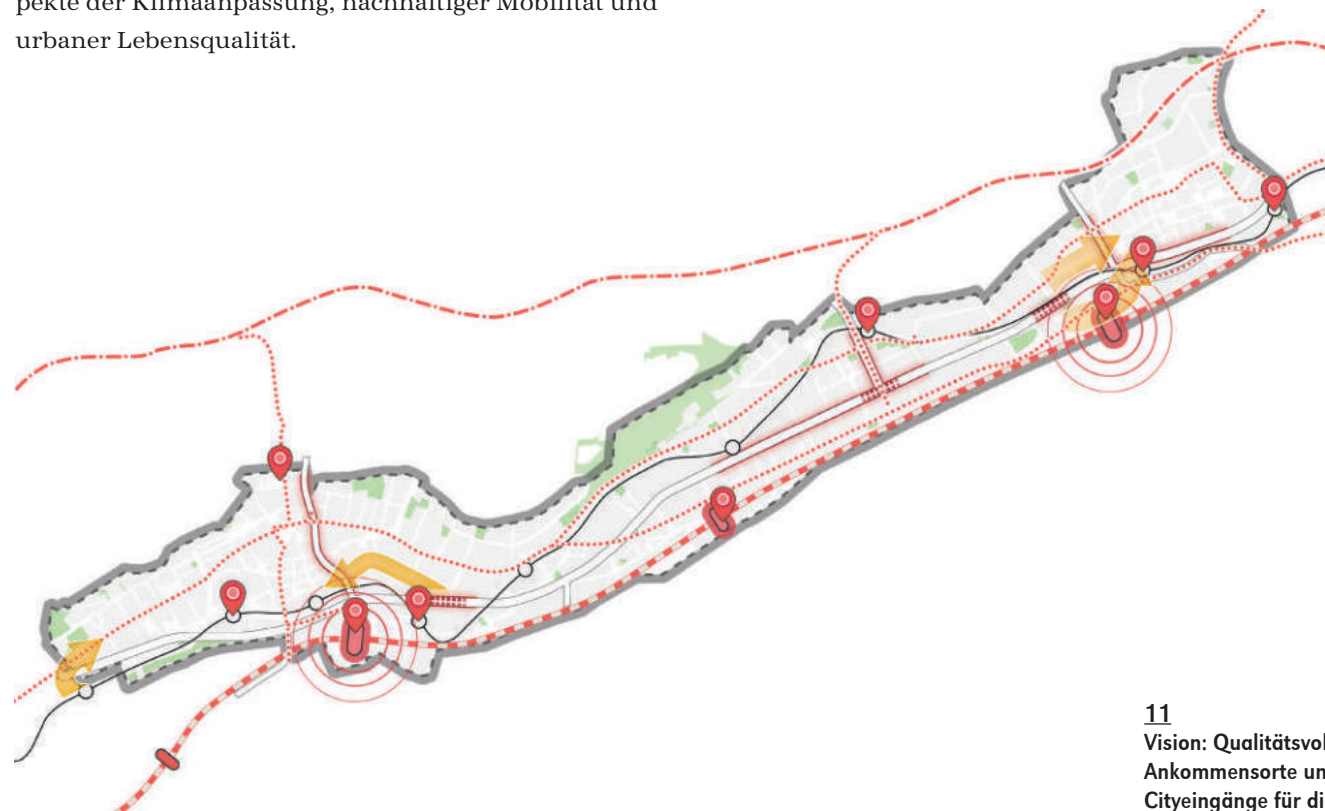 pekte der Klimaanpassung, nachhaltiger Mobilität und
urbaner Lebensqualität.
11
Vision: Qualitätsvol
Ankommensorte un
Cityeingänge für di